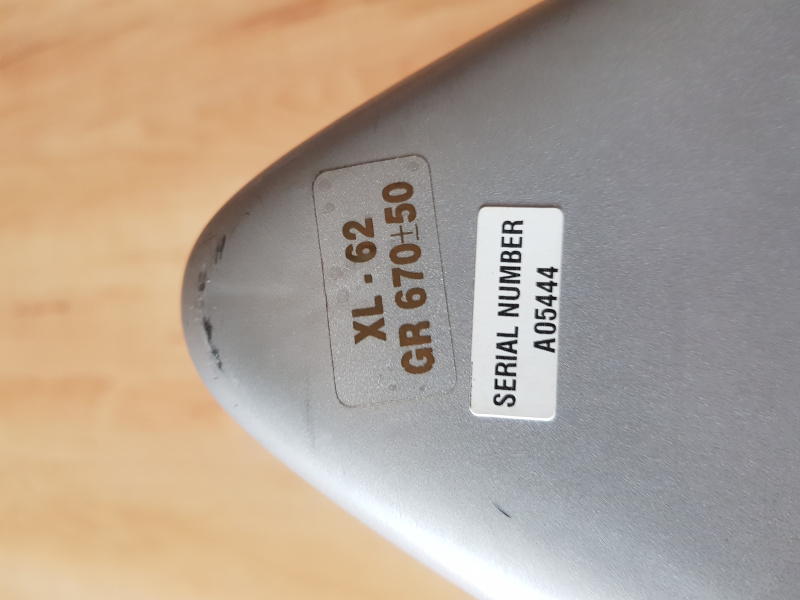 XL - 62
GR 670±50
SERIAL NUMBER
A05444